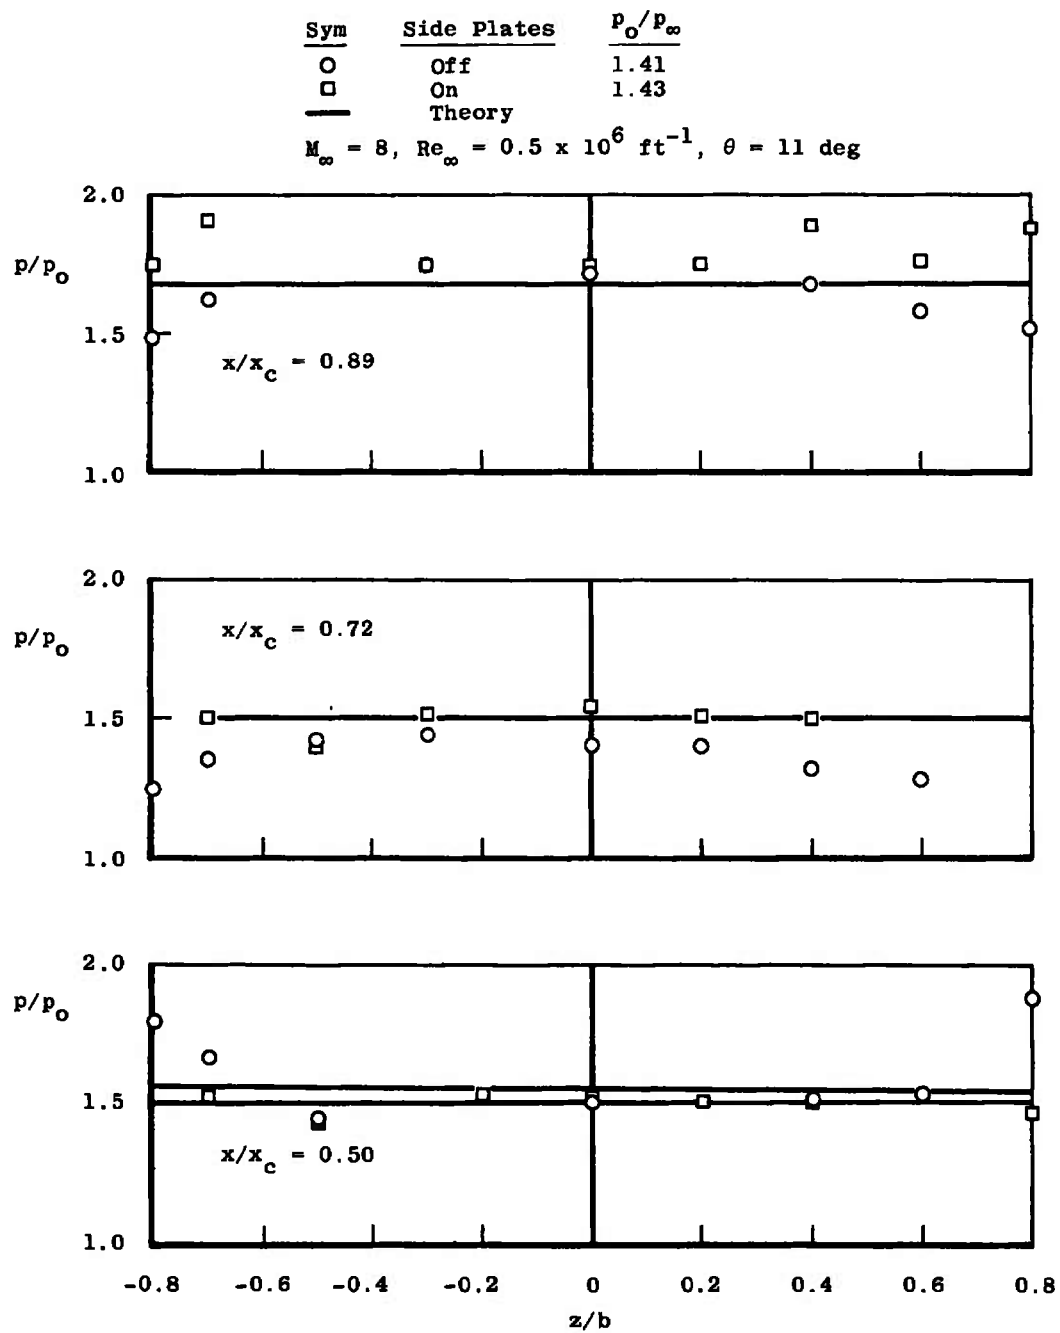 Sym Side Plates p_o/p_∞
Off 1.41
On 1.43
Theory
M_∞ = 8, Re_∞ = 0.5 x 10^6 ft^-1, θ = 11 deg
2.0
p/p_o
1.5
x/x_c = 0.89
1.0
2.0
x/x_c = 0.72
p/p_o
1.5
1.0
2.0
p/p_o
1.5
x/x_c = 0.50
1.0
-0.8 -0.6 -0.4 -0.2 0 0.2 0.4 0.6 0.8
z/b